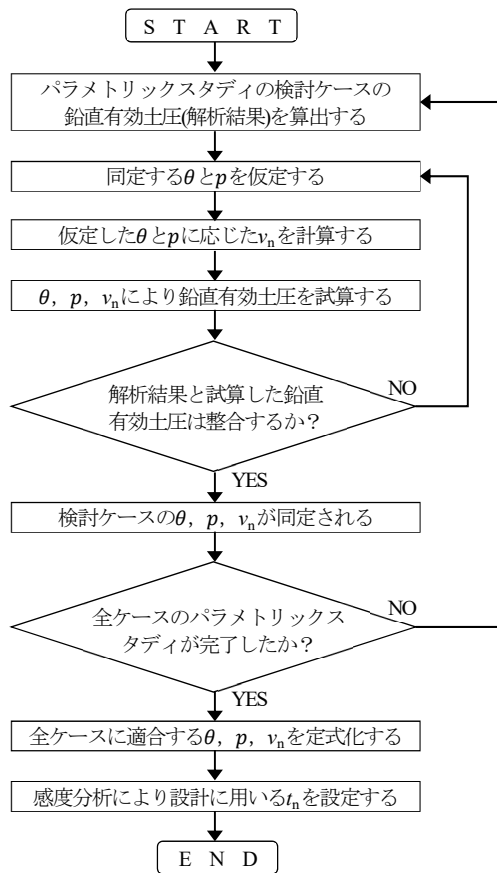 S T A R T
パラメトリックスタディの検討ケースの
鉛直有効土圧(解析結果)を算出する
同定するθとpを仮定する
仮定したθとpに応じたvnを計算する
θ，p，vnにより鉛直有効土圧を試算する
解析結果と試算した鉛直
有効土圧は整合するか？
NO
YES
検討ケースのθ，p，vnが同定される
全ケースのパラメトリックス
タディが完了したか？
NO
YES
全ケースに適合するθ，p，vnを定式化する
感度分析により設計に用いるtnを設定する
E N D